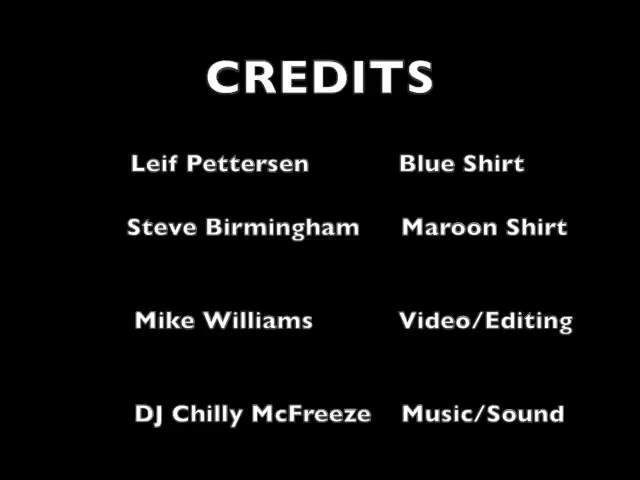 CREDITS
Leif Pettersen Blue Shirt
Steve Birmingham Maroon Shirt
Mike Williams Video/Editing
DJ Chilly McFreeze Music/Sound